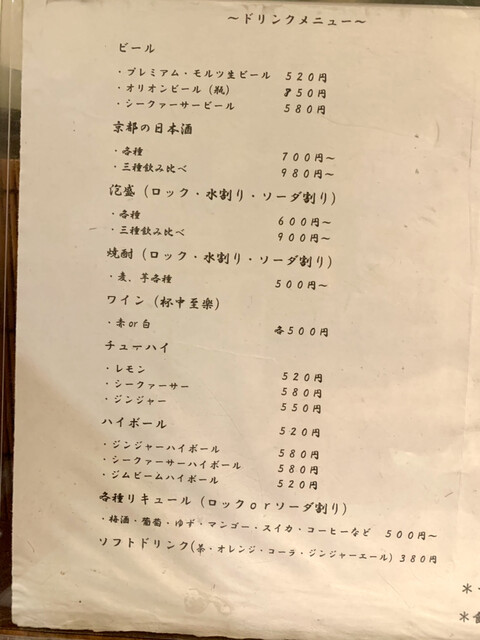 ～ドリンクメニュー～
ビール
・プレミアム・モルツ生ビール 520円
・オリオンビール（瓶） 850円
・シークァーサービール 580円
京都の日本酒
・各種 700円～
・三種飲み比べ 980円～
泡盛（ロック・水割り・ソーダ割り）
・各種 600円～
・三種飲み比べ 900円～
焼酎（ロック・水割り・ソーダ割り）
・麦、芋各種 500円～
ワイン（杯中至楽）
・赤or白 各500円
チューハイ
・レモン 520円
・シークァーサー 580円
・ジンジャー 550円
ハイボール 520円
・ジンジャーハイボール 580円
・シークァーサーハイボール 580円
・ジムビームハイボール 520円
各種リキュール（ロックorソーダ割り）
・梅酒・葡萄・ゆず・マンゴー・スイカ・コーヒーなど 500円～
ソフトドリンク(茶・オレンジ・コーラ・ジンジャーエール) 380円